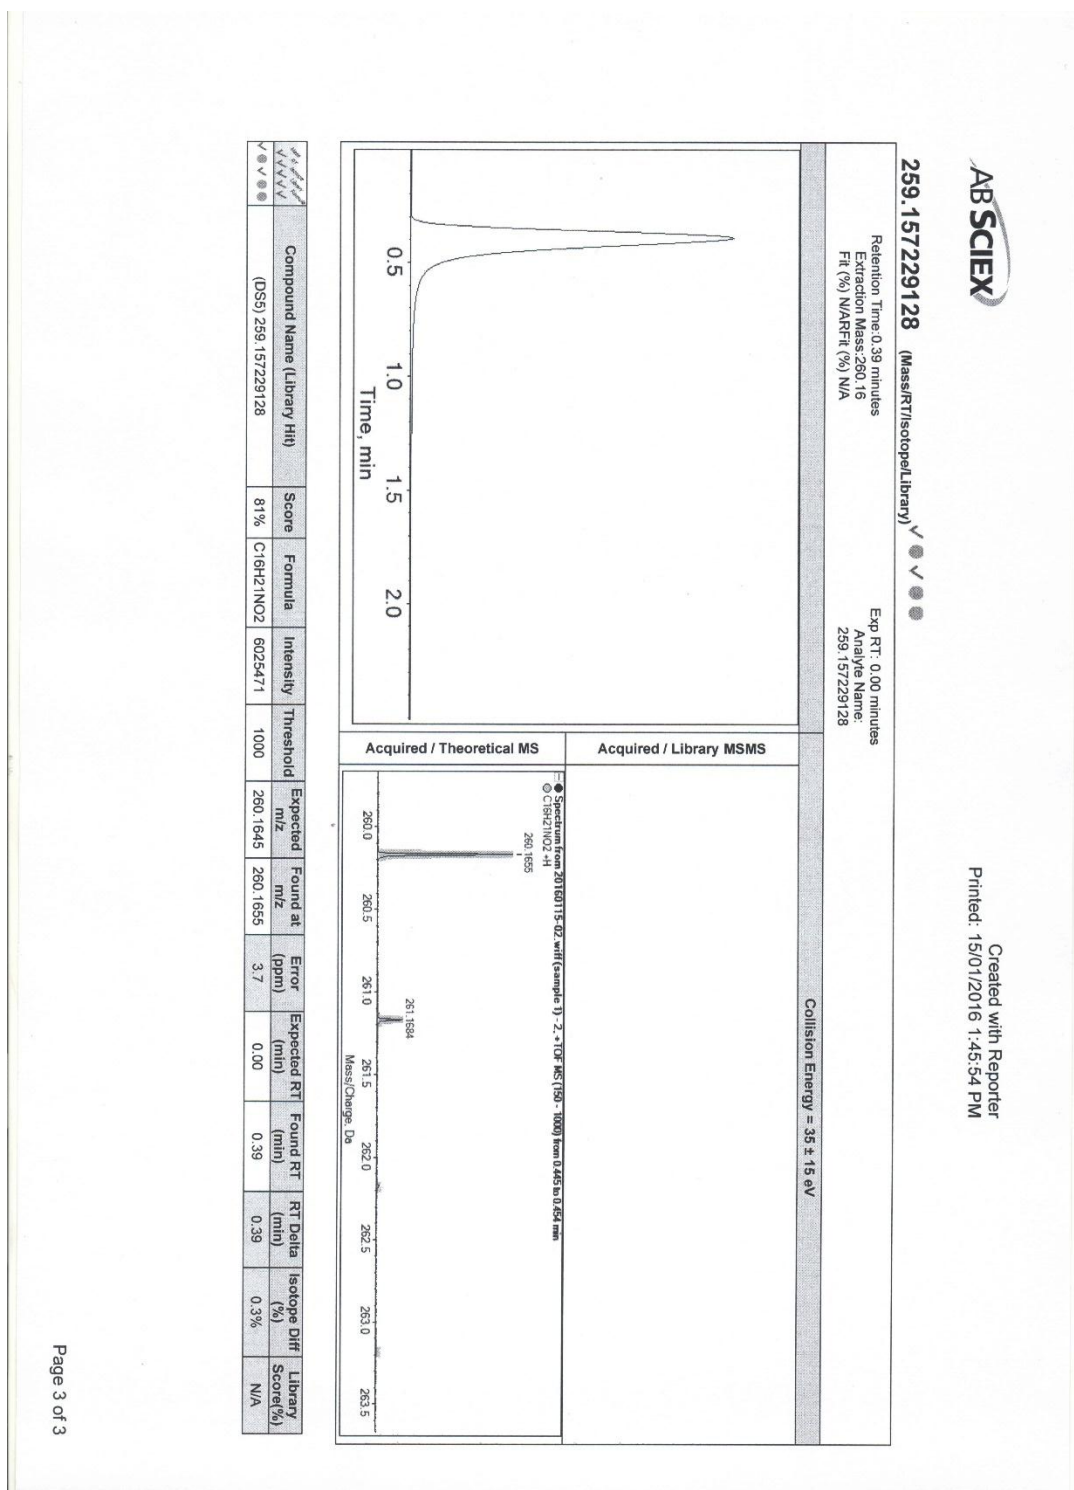 AB SCIEX
Created with Reporter
Printed: 15/01/2016 1:45:54 PM
259.157229128 (Mass/RT/Isotope/Library)
Retention Time:0.39 minutes
Extraction Mass:260.16
Fit (%) N/ARFit (%) N/A
Exp RT: 0.00 minutes
Analyte Name:
259.157229128
Collision Energy = 35 ± 15 eV
0.5 1.0 1.5 2.0
Time, min
Acquired / Library MSMS
Acquired / Theoretical MS
Spectrum from 20160115-02.wiff (sample 1) - 2, + TOF MS (150 - 1000) from 0.445 to 0.454 min
C16H21NO2 +H
260.1655
261.1684
260.0 260.5 261.0 261.5 262.0 262.5 263.0 263.5
Mass/Charge, Da
Compound Name (Library Hit) Score Formula Intensity Threshold Expected m/z Found at m/z Error (ppm) Expected RT (min) Found RT (min) RT Delta (min) Isotope Diff (%) Library Score(%)
(DS5) 259.157229128 81% C16H21NO2 6025471 1000 260.1645 260.1655 3.7 0.00 0.39 0.39 0.3% N/A
Page 3 of 3